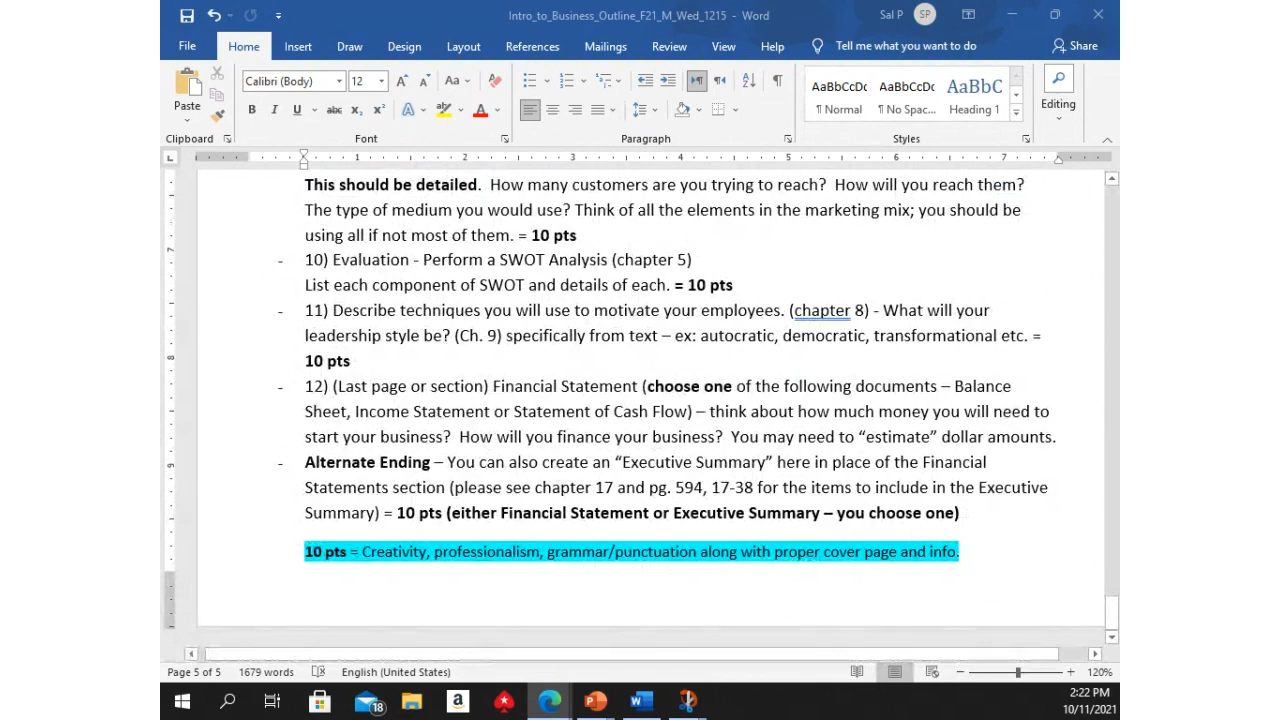 Intro_to_Business_Outline_F21_M_Wed_1215 - Word
Sal P SP
File Home Insert Draw Design Layout References Mailings Review View Help Tell me what you want to do Share
Calibri (Body) 12 Aa
AaBbCcDc AaBbCcDc AaBbC
Paste ¶ Normal ¶ No Spac... Heading 1 Editing
Clipboard Font Paragraph Styles
1 2 3 4 5 6 7
This should be detailed. How many customers are you trying to reach? How will you reach them?
The type of medium you would use? Think of all the elements in the marketing mix; you should be
using all if not most of them. = 10 pts
- 10) Evaluation - Perform a SWOT Analysis (chapter 5)
List each component of SWOT and details of each. = 10 pts
- 11) Describe techniques you will use to motivate your employees. (chapter 8) - What will your
leadership style be? (Ch. 9) specifically from text – ex: autocratic, democratic, transformational etc. =
10 pts
- 12) (Last page or section) Financial Statement (choose one of the following documents – Balance
Sheet, Income Statement or Statement of Cash Flow) – think about how much money you will need to
start your business? How will you finance your business? You may need to “estimate” dollar amounts.
- Alternate Ending – You can also create an “Executive Summary” here in place of the Financial
Statements section (please see chapter 17 and pg. 594, 17-38 for the items to include in the Executive
Summary) = 10 pts (either Financial Statement or Executive Summary – you choose one)
10 pts = Creativity, professionalism, grammar/punctuation along with proper cover page and info.
Page 5 of 5 1679 words English (United States) 120%
18
2:22 PM
10/11/2021